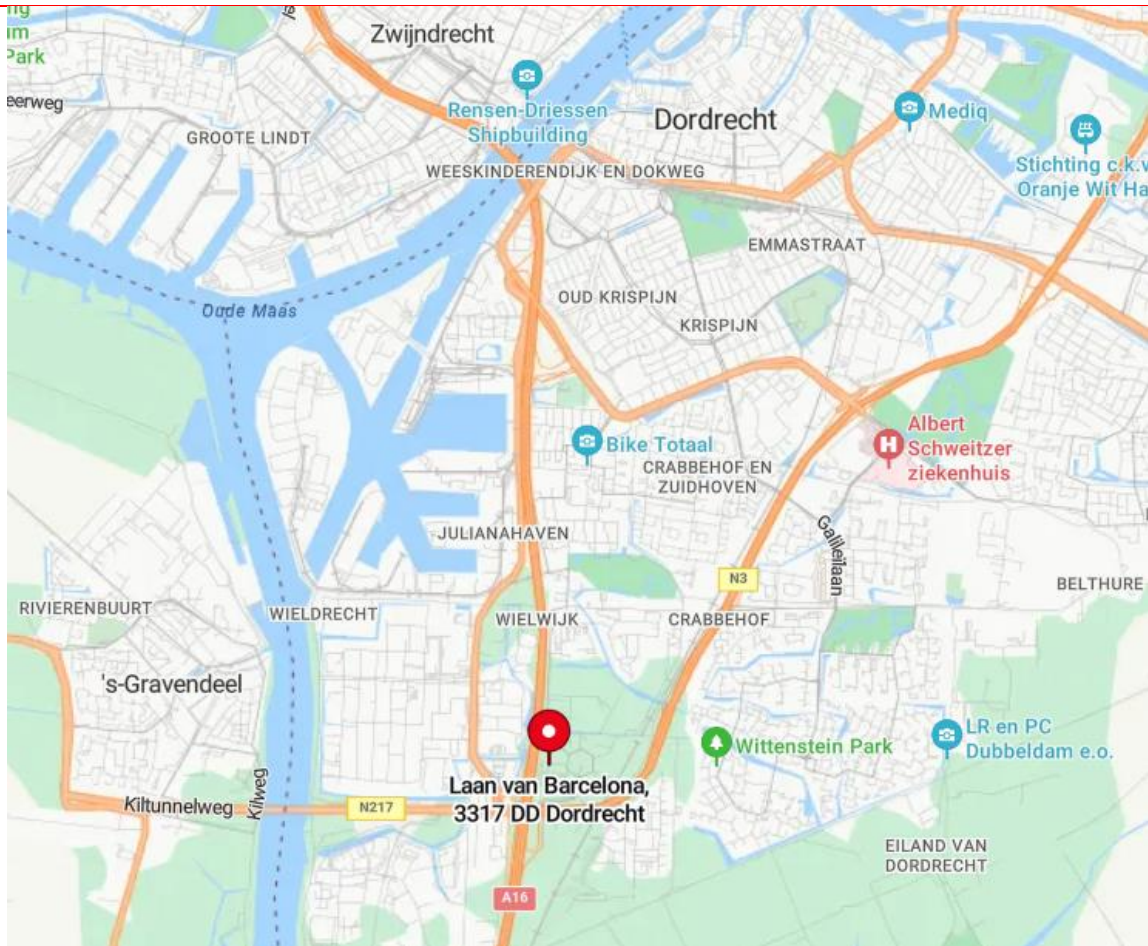 Park
Zwijndrecht
Rensen-Driessen
Shipbuilding
Dordrecht
Mediq
GROOTE LINDT
WEESKINDERENDIJK EN DOKWEG
Stichting c.k.v
Oranje Wit Ha
EMMASTRAAT
Oude Maas
OUD KRISPIJN
KRISPIJN
Albert
Schweitzer
ziekenhuis
Bike Totaal
CRABBEHOF EN
ZUIDHOVEN
JULIANAHAVEN
Galileïlaan
N3
BELTHURE
RIVIERENBUURT
WIELDRECHT
WIELWIJK
CRABBEHOF
's-Gravendeel
LR en PC
Dubbeldam e.o.
Wittenstein Park
Laan van Barcelona,
3317 DD Dordrecht
Kiltunnelweg
Kilweg
N217
EILAND VAN
DORDRECHT
A16